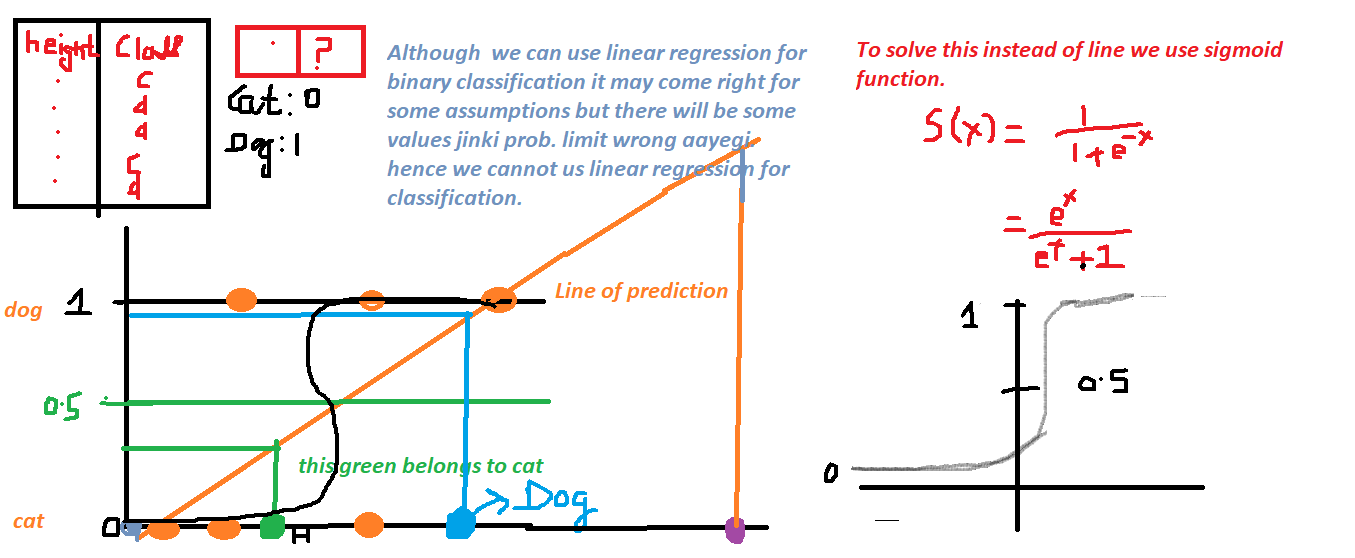 height Class
c
d
d
c
d
?
Cat: 0
Dog: 1
Although we can use linear regression for
binary classification it may come right for
some assumptions but there will be some
values jinki prob. limit wrong aayegi.
hence we cannot us linear regression for
classification.
To solve this instead of line we use sigmoid
function.
S(x) = 1 / 1 + e^-x
= e^x / e^x + 1
dog 1
Line of prediction
0.5
this green belongs to cat
→ Dog
cat 0
H
1
0.5
0